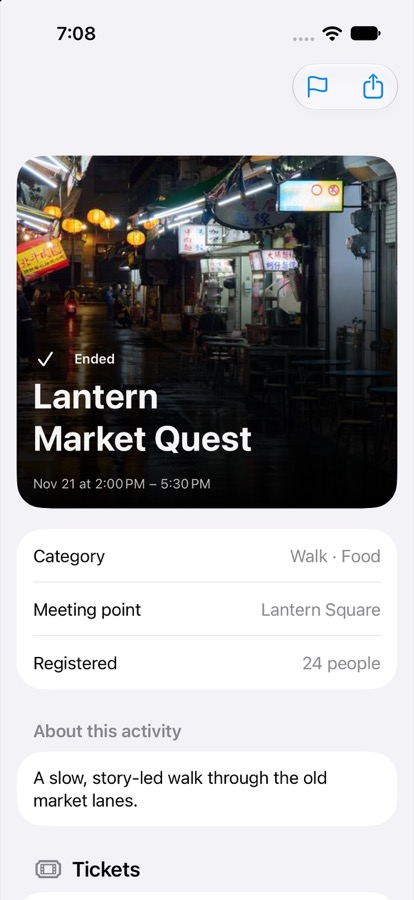 7:08
Ended
Lantern
Market Quest
Nov 21 at 2:00 PM – 5:30 PM
Category
Walk · Food
Meeting point
Lantern Square
Registered
24 people
About this activity
A slow, story-led walk through the old
market lanes.
Tickets